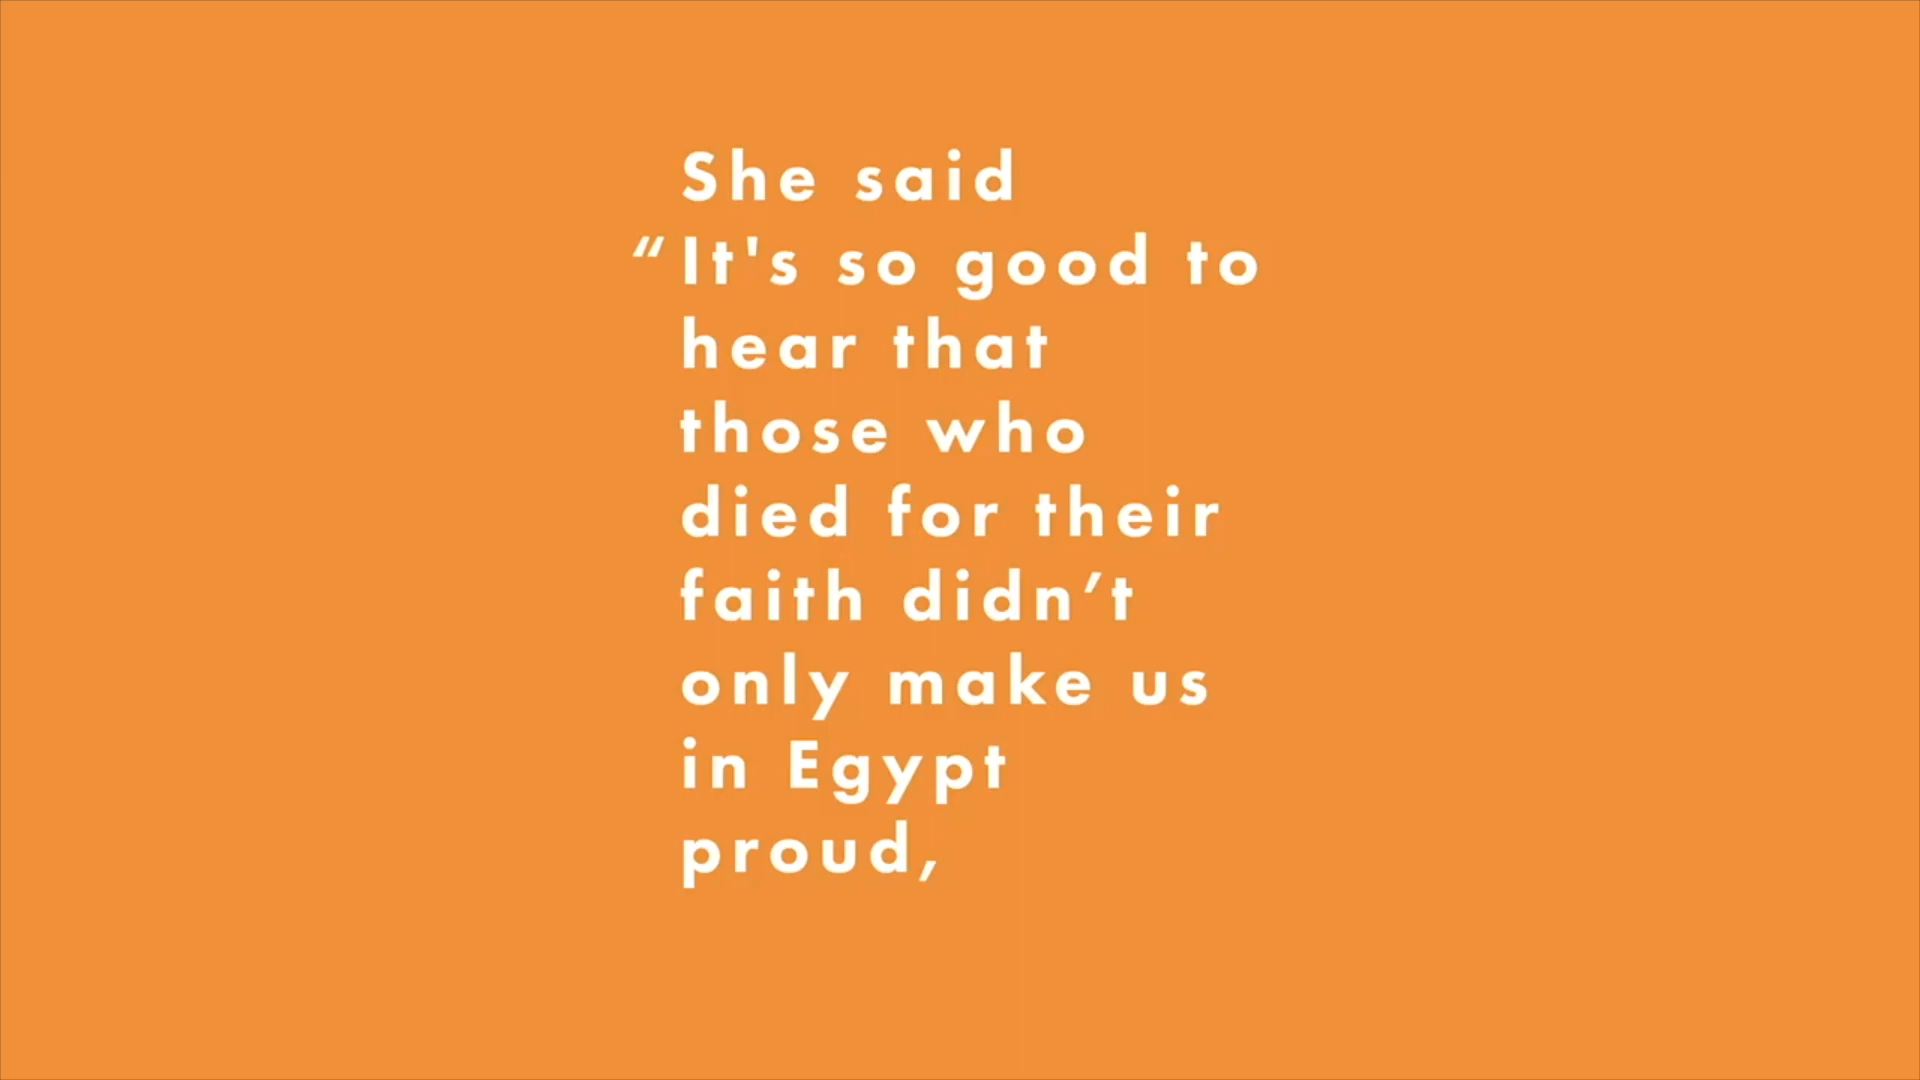 She said
“It's so good to
hear that
those who
died for their
faith didn’t
only make us
in Egypt
proud,